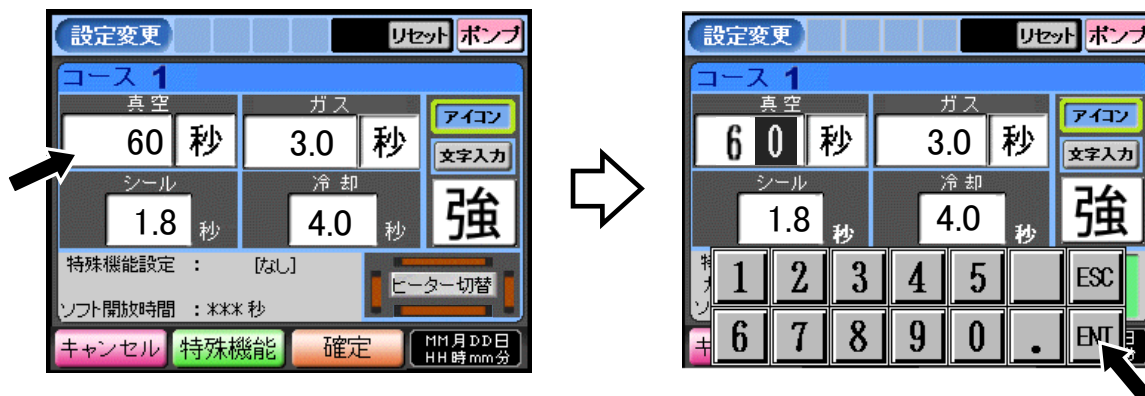 設定変更 リセット ポンプ
コース 1
真空 ガス アイコン
60 秒 3.0 秒 文字入力
シール 冷却 強
1.8 秒 4.0 秒
特殊機能設定 : [なし]
ヒーター切替
ソフト開放時間 : *** 秒
キャンセル 特殊機能 確定 MM月DD日
HH時mm分
設定変更 リセット ポンプ
コース 1
真空 ガス アイコン
60 秒 3.0 秒 文字入力
シール 冷却 強
1.8 秒 4.0 秒
1 2 3 4 5 ESC
6 7 8 9 0 . ENT